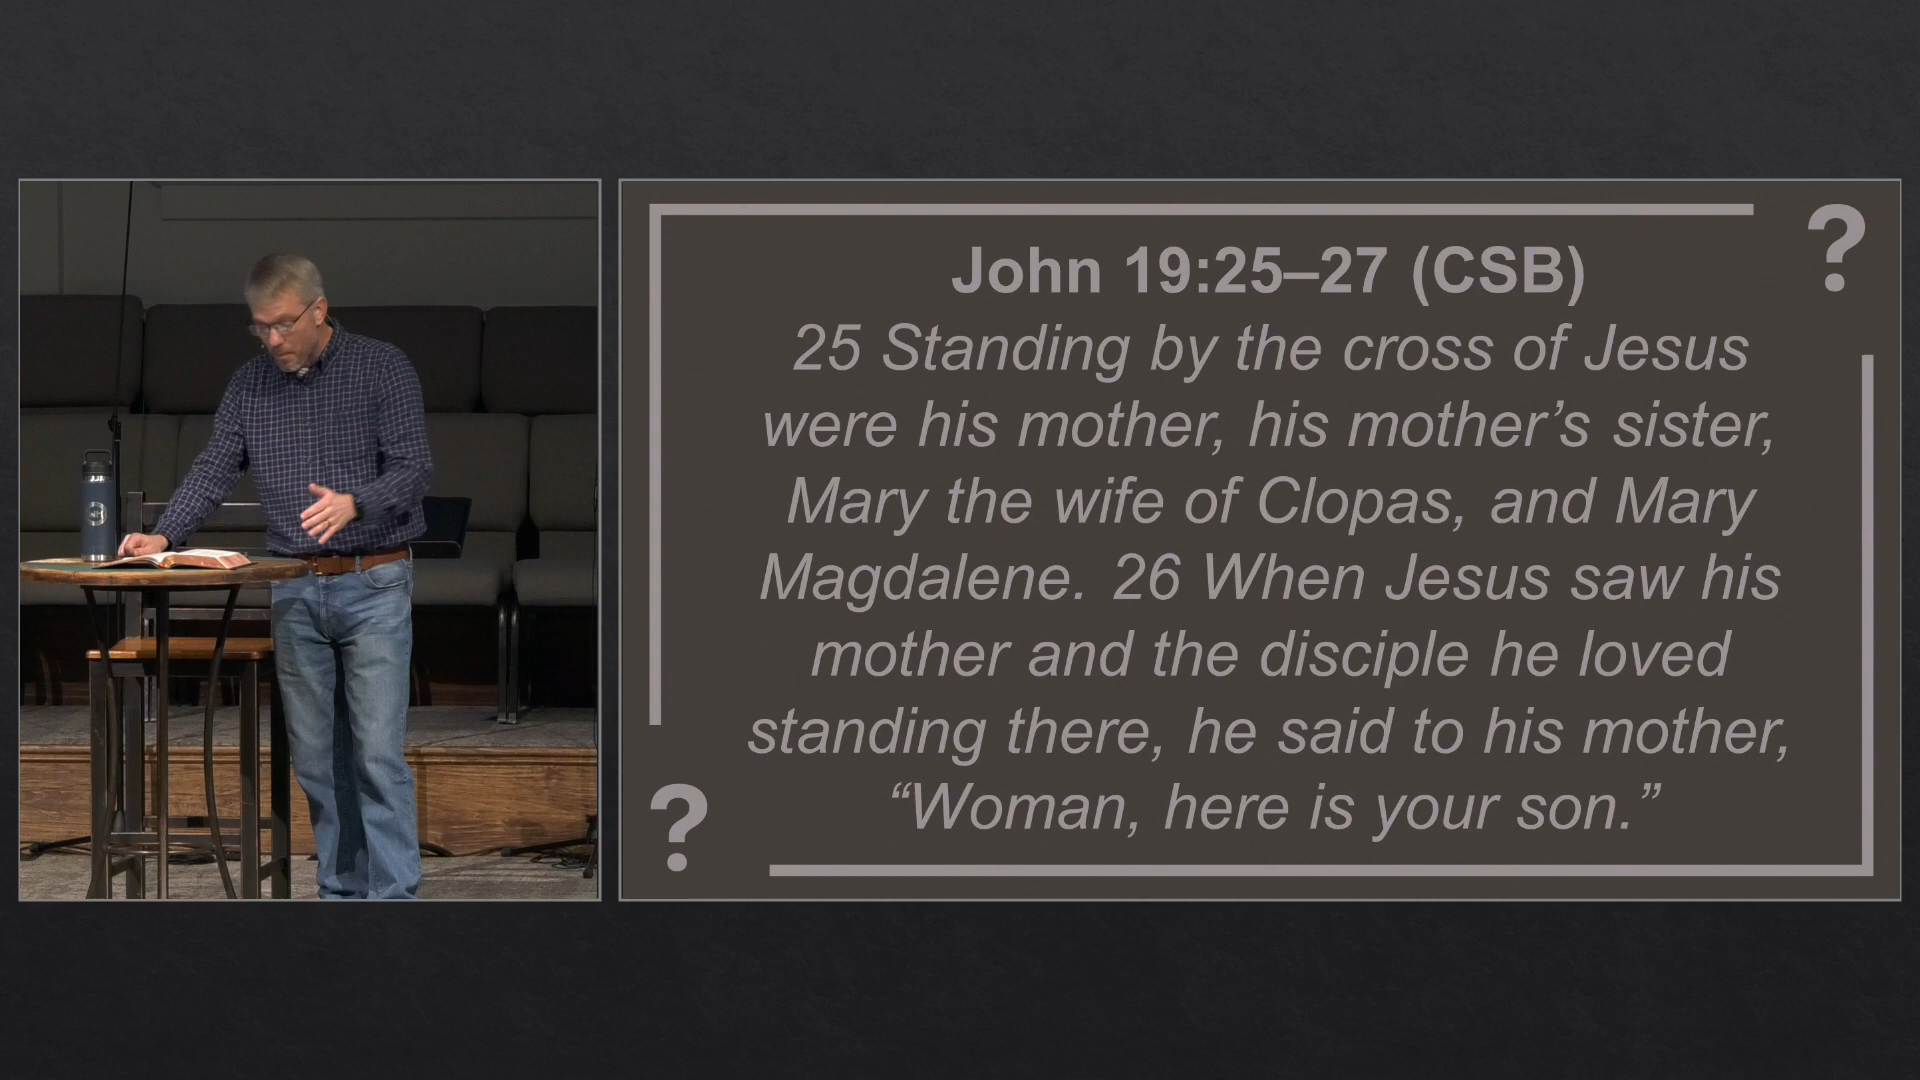 John 19:25–27 (CSB)
25 Standing by the cross of Jesus
were his mother, his mother’s sister,
Mary the wife of Clopas, and Mary
Magdalene. 26 When Jesus saw his
mother and the disciple he loved
standing there, he said to his mother,
“Woman, here is your son.”
?
?